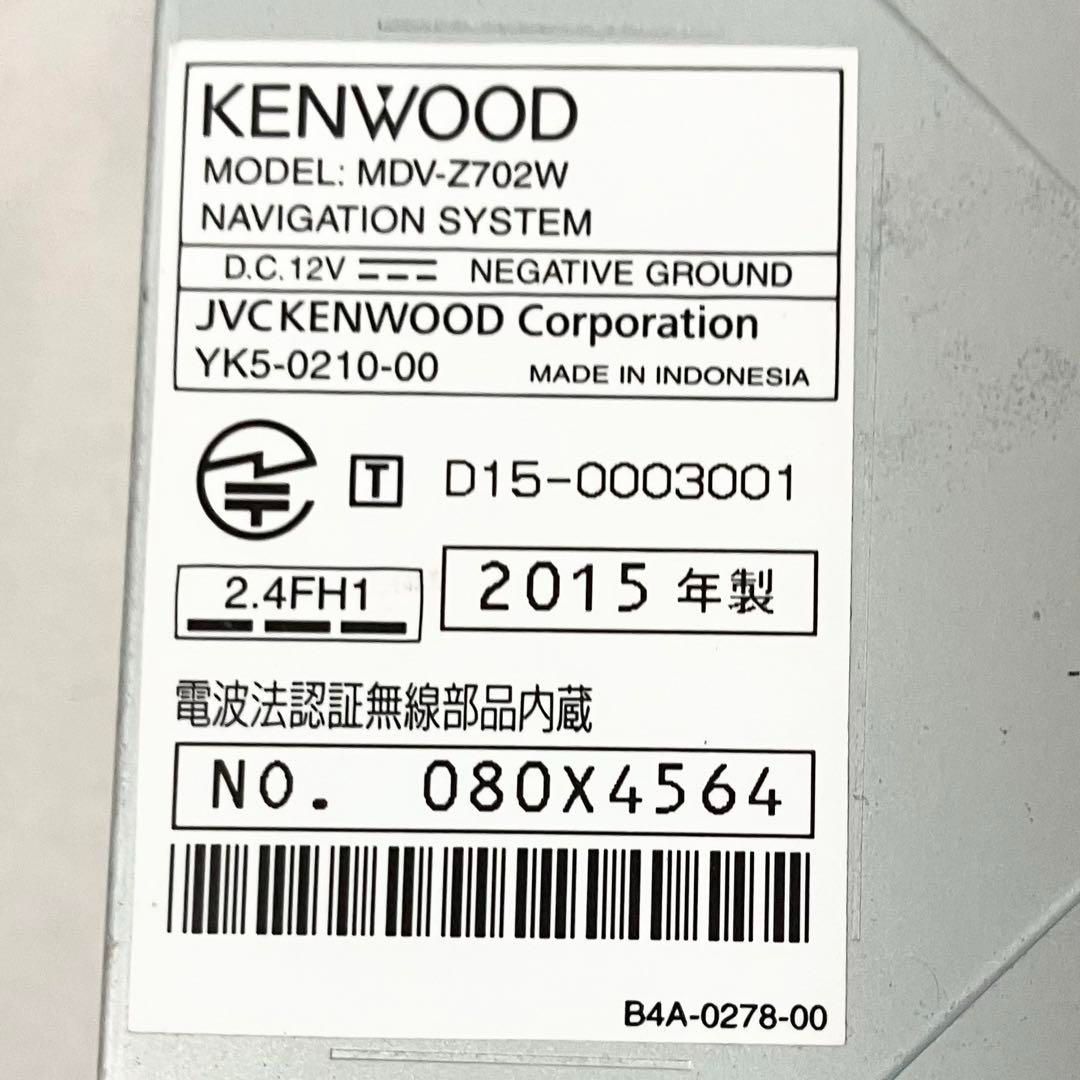 KENWOOD
MODEL: MDV-Z702W
NAVIGATION SYSTEM
D.C.12V NEGATIVE GROUND
JVCKENWOOD Corporation
YK5-0210-00 MADE IN INDONESIA
T D15-0003001
2.4FH1
2015 年製
電波法認証無線部品内蔵
NO. 080X4564
B4A-0278-00